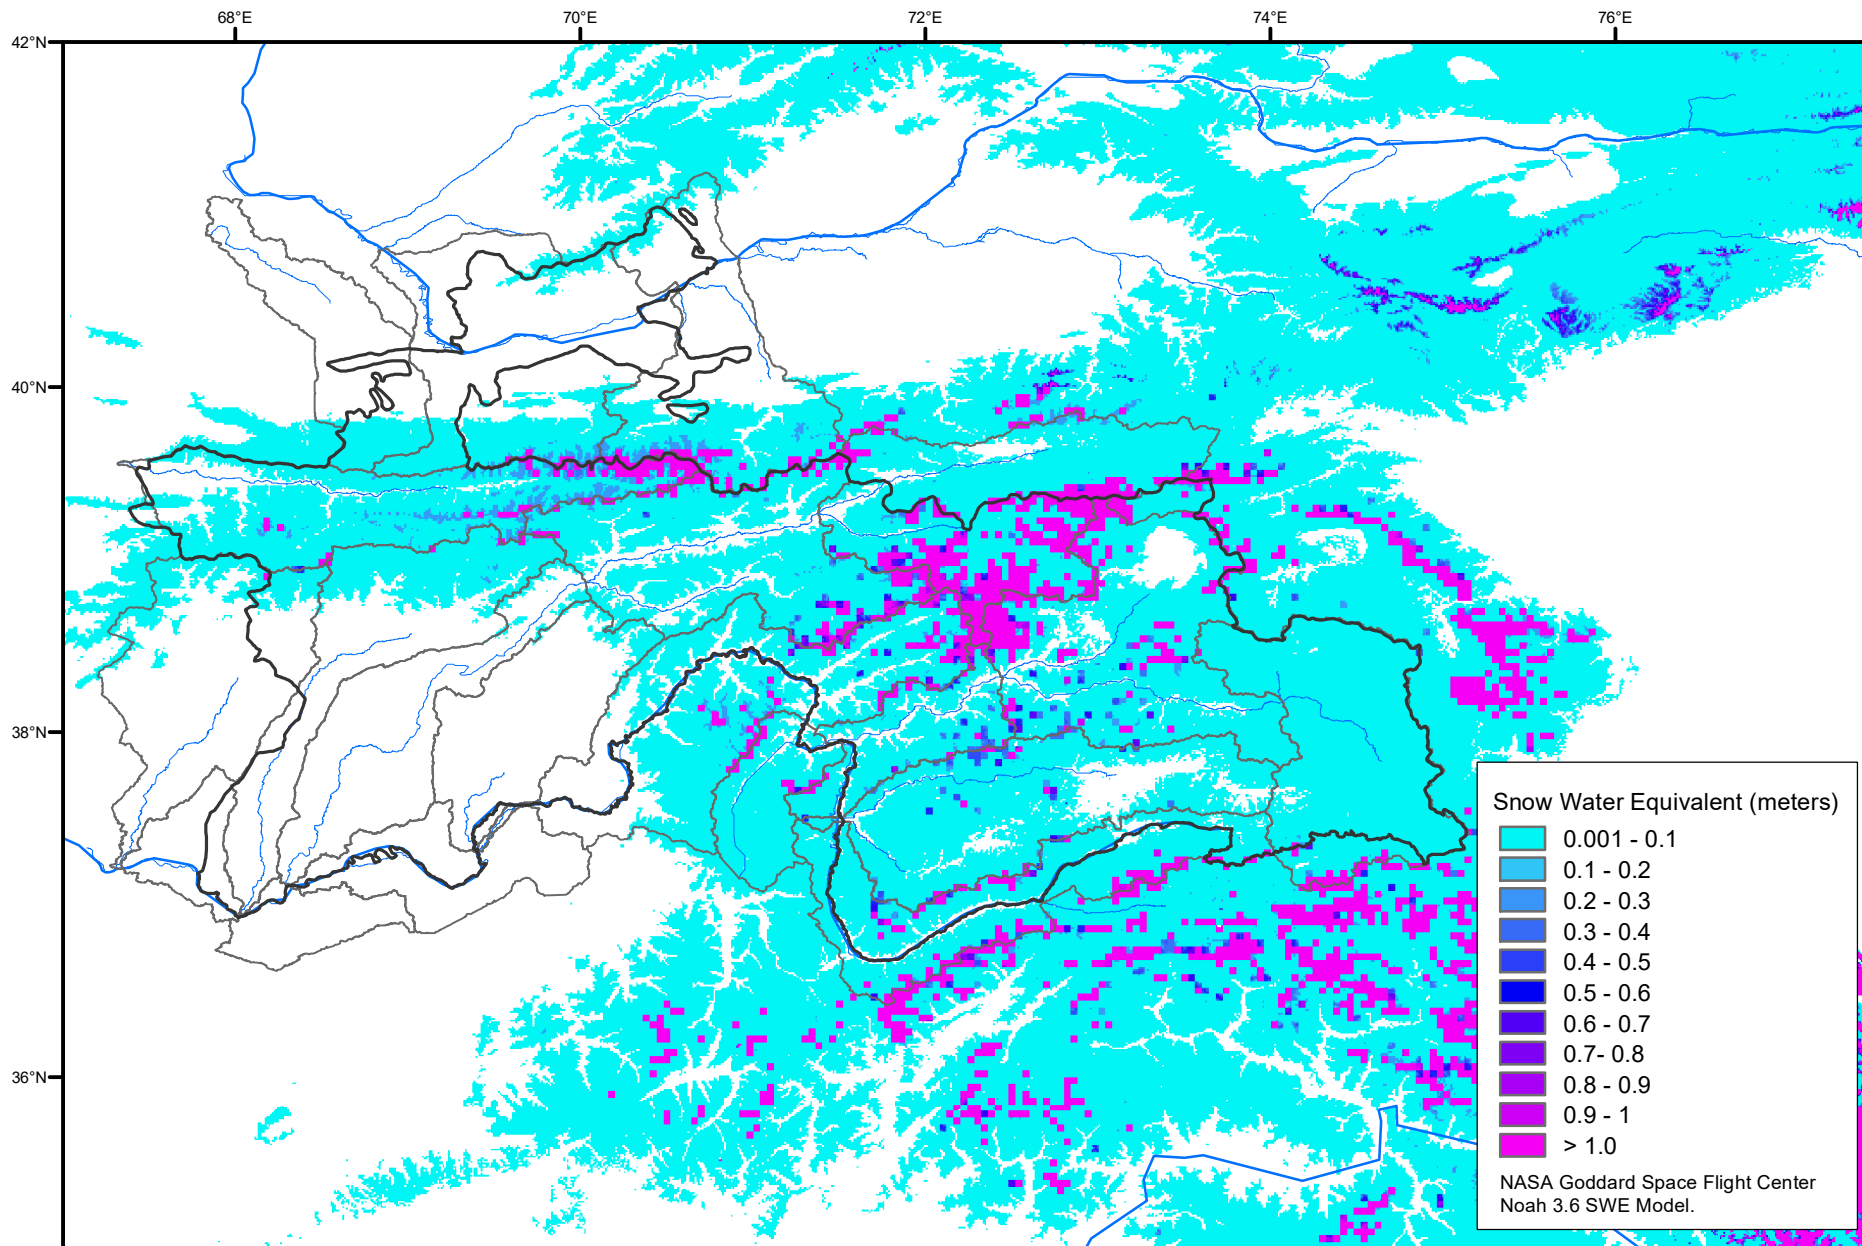 68°E 70°E 72°E 74°E 76°E
42°N
40°N
38°N
36°N
Snow Water Equivalent (meters)
0.001 - 0.1
0.1 - 0.2
0.2 - 0.3
0.3 - 0.4
0.4 - 0.5
0.5 - 0.6
0.6 - 0.7
0.7- 0.8
0.8 - 0.9
0.9 - 1
> 1.0
NASA Goddard Space Flight Center
Noah 3.6 SWE Model.